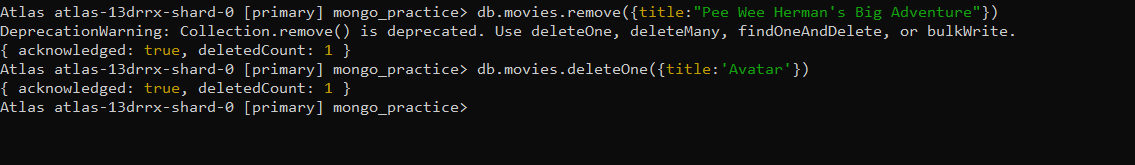 Atlas atlas-13drrx-shard-0 [primary] mongo_practice> db.movies.remove({title:"Pee Wee Herman's Big Adventure"})
DeprecationWarning: Collection.remove() is deprecated. Use deleteOne, deleteMany, findOneAndDelete, or bulkWrite.
{ acknowledged: true, deletedCount: 1 }
Atlas atlas-13drrx-shard-0 [primary] mongo_practice> db.movies.deleteOne({title:'Avatar'})
{ acknowledged: true, deletedCount: 1 }
Atlas atlas-13drrx-shard-0 [primary] mongo_practice>